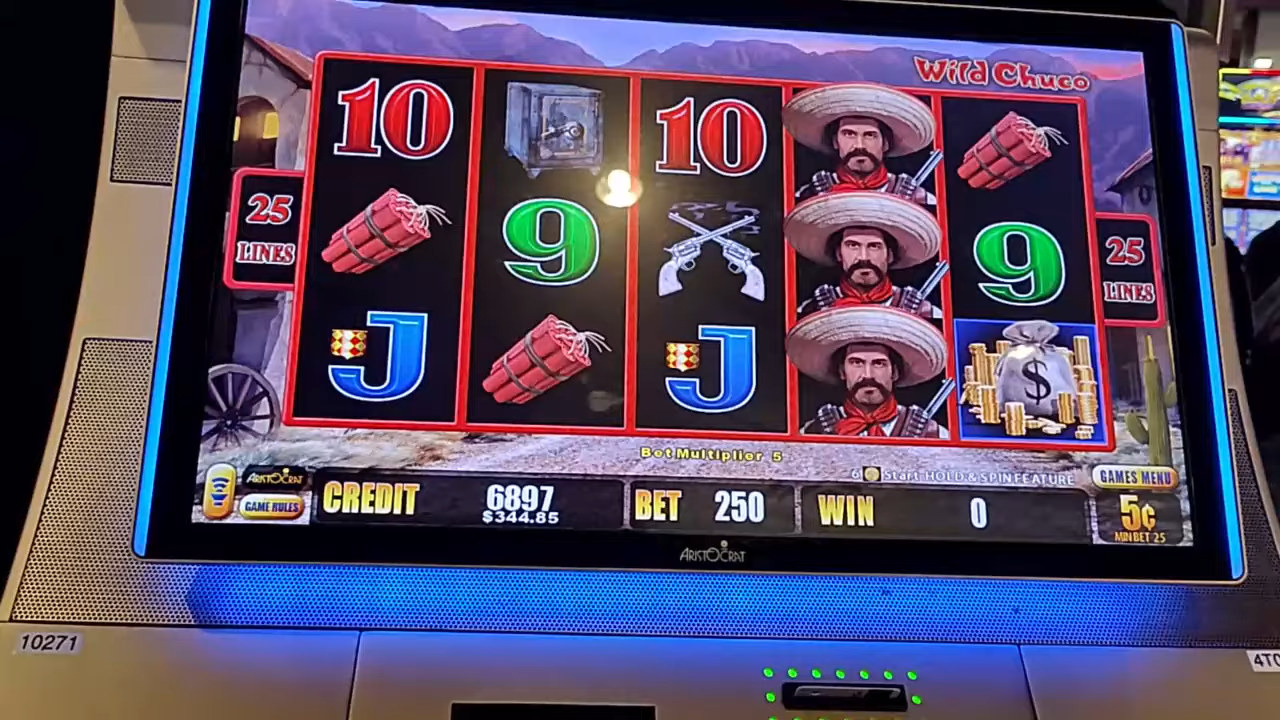 Wild Chuco
10
10
25
LINES
9
9
25
LINES
J
J
$
Bet Multiplier 5
6 Start HOLD & SPIN FEATURE
GAMES MENU
ARISTOCRAT
GAME RULES
CREDIT 6897
$344.85
BET 250
WIN 0
5¢
MIN BET 25
ARISTOCRAT
10271